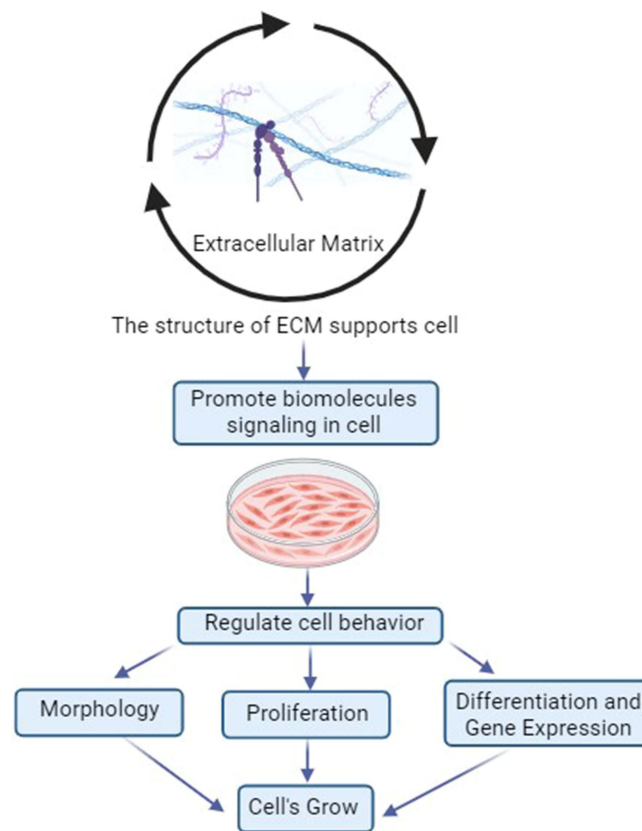 Extracellular Matrix
The structure of ECM supports cell
Promote biomolecules
signaling in cell
Regulate cell behavior
Morphology
Proliferation
Differentiation and
Gene Expression
Cell's Grow